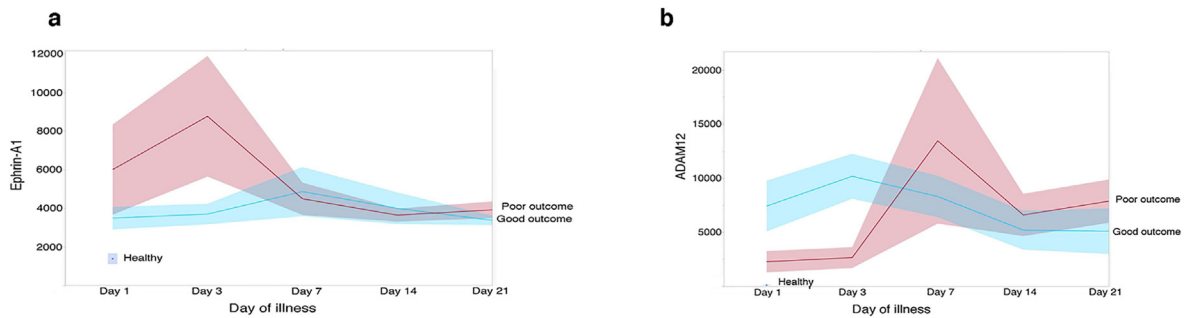 a
12000
10000
8000
6000
4000
2000
Ephrin-A1
Poor outcome
Good outcome
Healthy
Day 1 Day 3 Day 7 Day 14 Day 21
Day of illness
b
20000
15000
10000
5000
ADAM12
Poor outcome
Good outcome
Healthy
Day 1 Day 3 Day 7 Day 14 Day 21
Day of illness